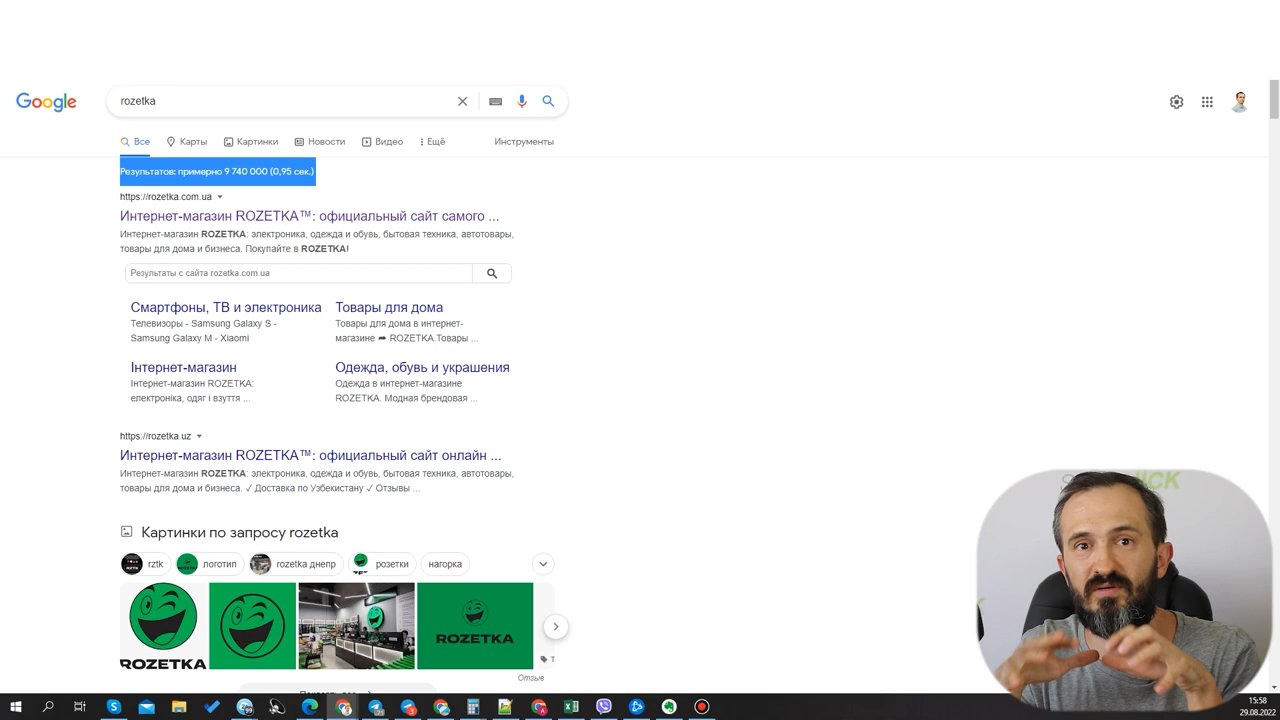 Google
rozetka
Все
Карты
Картинки
Новости
Видео
Ещё
Инструменты
Результатов: примерно 9 740 000 (0,95 сек.)
https://rozetka.com.ua
Интернет-магазин ROZETKA™: официальный сайт самого ...
Интернет-магазин ROZETKA: электроника, одежда и обувь, бытовая техника, автотовары,
товары для дома и бизнеса. Покупайте в ROZETKA!
Результаты с сайта rozetka.com.ua
Смартфоны, ТВ и электроника
Телевизоры - Samsung Galaxy S -
Samsung Galaxy M - Xiaomi
Товары для дома
Товары для дома в интернет-
магазине ➦ ROZETKA.Товары ...
Інтернет-магазин
Інтернет-магазин ROZETKA:
електроніка, одяг і взуття ...
Одежда, обувь и украшения
Одежда в интернет-магазине
ROZETKA. Модная брендовая ...
https://rozetka.uz
Интернет-магазин ROZETKA™: официальный сайт онлайн ...
Интернет-магазин ROZETKA: электроника, одежда и обувь, бытовая техника, автотовары,
товары для дома и бизнеса. ✓ Доставка по Узбекистану ✓ Отзывы ...
Картинки по запросу rozetka
rztk
логотип
rozetka днепр
розетки
нагорка
ROZETKA
ROZETKA
Отзыв
15:58
29.08.2022